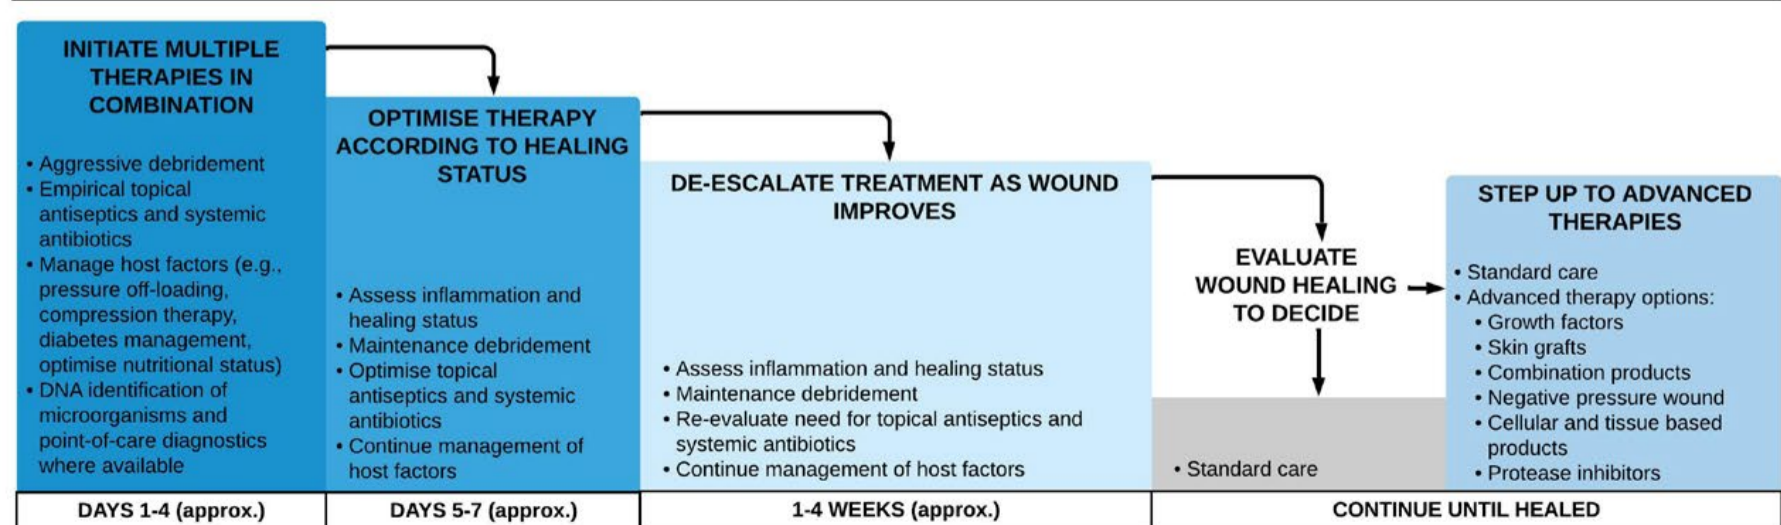 INITIATE MULTIPLE
THERAPIES IN
COMBINATION
• Aggressive debridement
• Empirical topical
antiseptics and systemic
antibiotics
• Manage host factors (e.g.,
pressure off-loading,
compression therapy,
diabetes management,
optimise nutritional status)
• DNA identification of
microorganisms and
point-of-care diagnostics
where available
DAYS 1-4 (approx.)
OPTIMISE THERAPY
ACCORDING TO HEALING
STATUS
• Assess inflammation and
healing status
• Maintenance debridement
• Optimise topical
antiseptics and systemic
antibiotics
• Continue management of
host factors
DAYS 5-7 (approx.)
DE-ESCALATE TREATMENT AS WOUND
IMPROVES
• Assess inflammation and healing status
• Maintenance debridement
• Re-evaluate need for topical antiseptics and
systemic antibiotics
• Continue management of host factors
1-4 WEEKS (approx.)
EVALUATE
WOUND HEALING
TO DECIDE
• Standard care
STEP UP TO ADVANCED
THERAPIES
• Standard care
• Advanced therapy options:
• Growth factors
• Skin grafts
• Combination products
• Negative pressure wound
• Cellular and tissue based
products
• Protease inhibitors
CONTINUE UNTIL HEALED